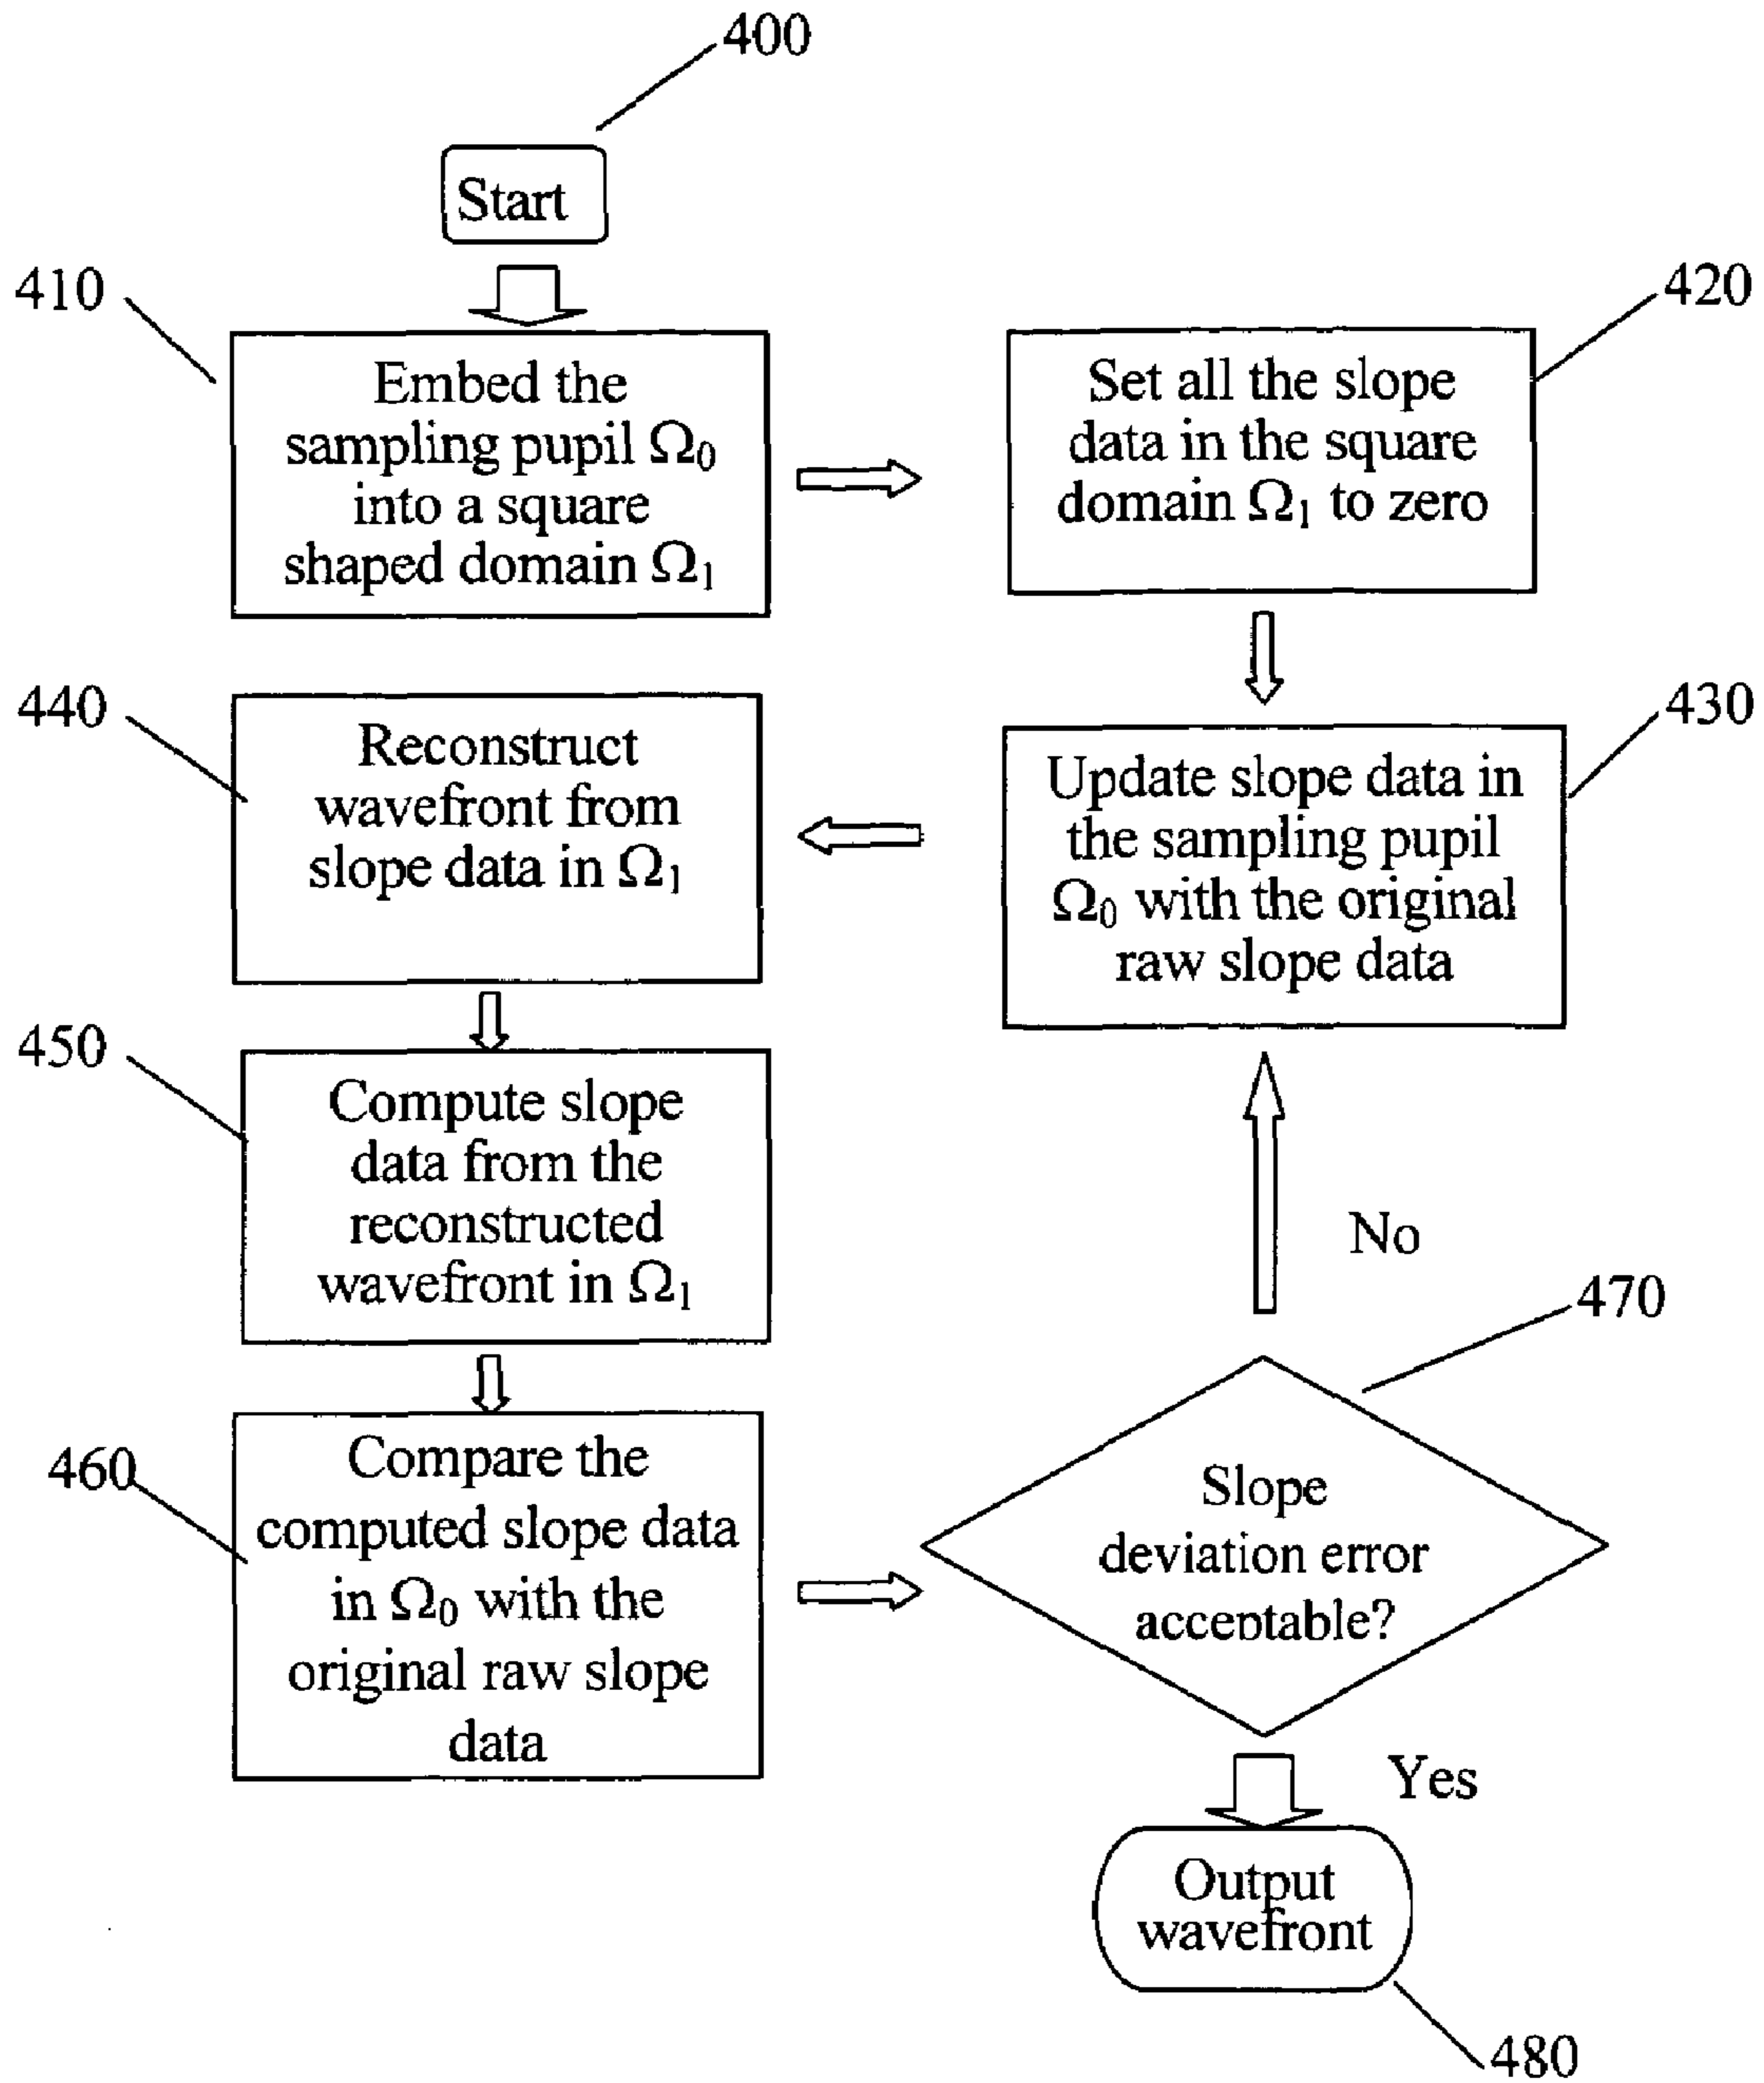 400
Start
410
Embed the
sampling pupil Ω₀
into a square
shaped domain Ω₁
420
Set all the slope
data in the square
domain Ω₁ to zero
430
Update slope data in
the sampling pupil
Ω₀ with the original
raw slope data
440
Reconstruct
wavefront from
slope data in Ω₁
450
Compute slope
data from the
reconstructed
wavefront in Ω₁
460
Compare the
computed slope data
in Ω₀ with the
original raw slope
data
470
Slope
deviation error
acceptable?
No
Yes
Output
wavefront
480